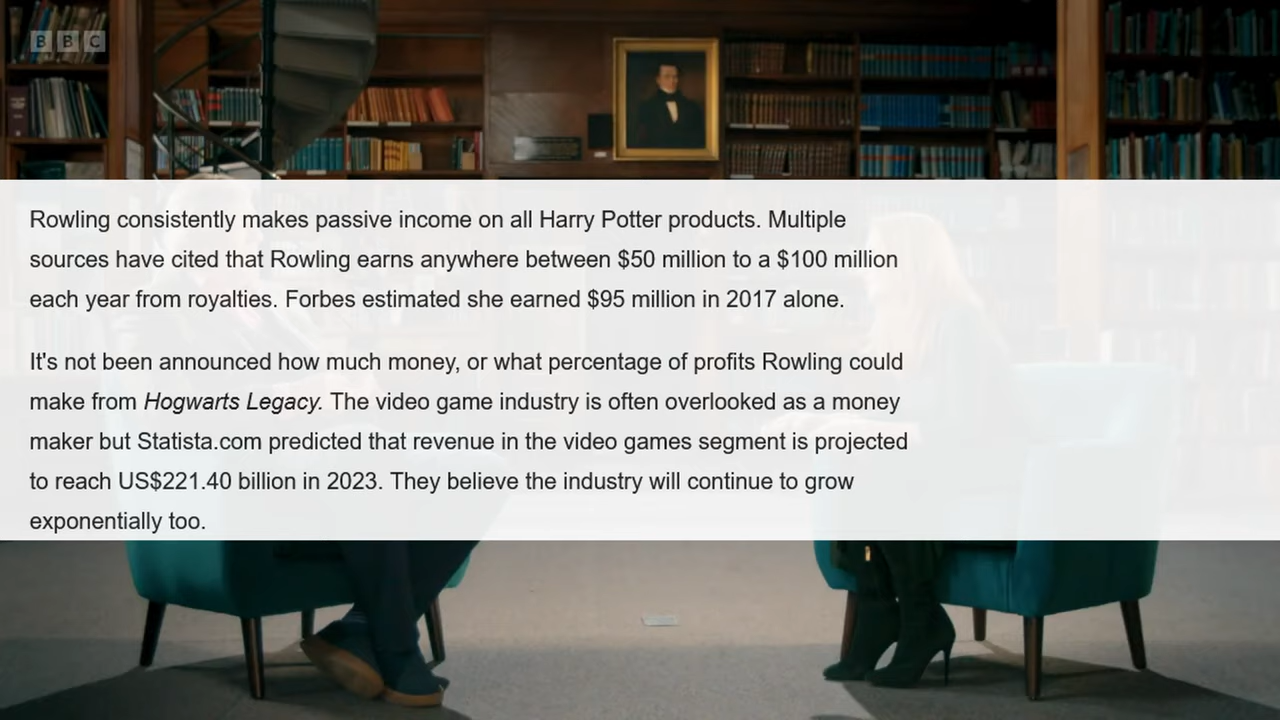 BBC
Rowling consistently makes passive income on all Harry Potter products. Multiple
sources have cited that Rowling earns anywhere between $50 million to a $100 million
each year from royalties. Forbes estimated she earned $95 million in 2017 alone.
It's not been announced how much money, or what percentage of profits Rowling could
make from Hogwarts Legacy. The video game industry is often overlooked as a money
maker but Statista.com predicted that revenue in the video games segment is projected
to reach US$221.40 billion in 2023. They believe the industry will continue to grow
exponentially too.